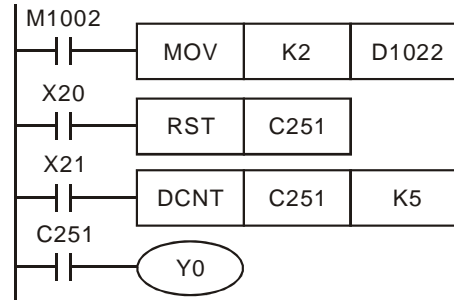 M1002
MOV K2 D1022
X20
RST C251
X21
DCNT C251 K5
C251
Y0